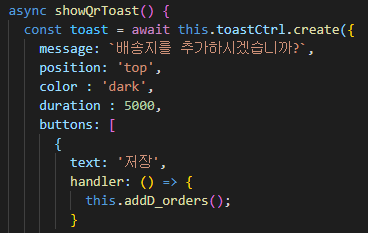 async showQrToast() {
const toast = await this.toastCtrl.create({
message: `배송지를 추가하시겠습니까?`,
position: 'top',
color : 'dark',
duration : 5000,
buttons: [
{
text: '저장',
handler: () => {
this.addD_orders();
}